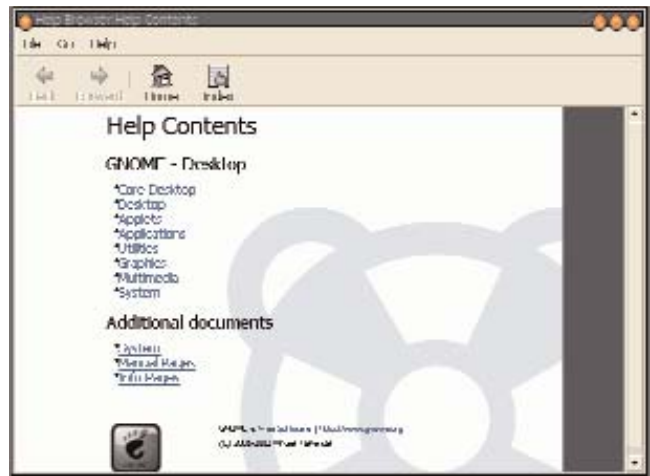 Help Browser Help Contents
File Go Help
Back Forward Home Index
Help Contents
GNOME - Desktop
Core Desktop
Desktop
Applets
Applications
Utilities
Graphics
Multimedia
System
Additional documents
System
Manual Pages
Info Pages